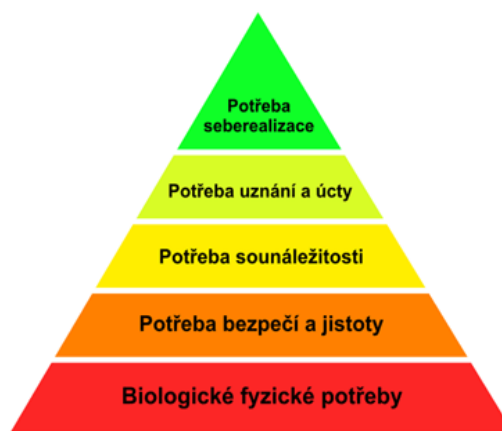 Potřeba
seberealizace
Potřeba uznání a úcty
Potřeba sounáležitosti
Potřeba bezpečí a jistoty
Biologické fyzické potřeby